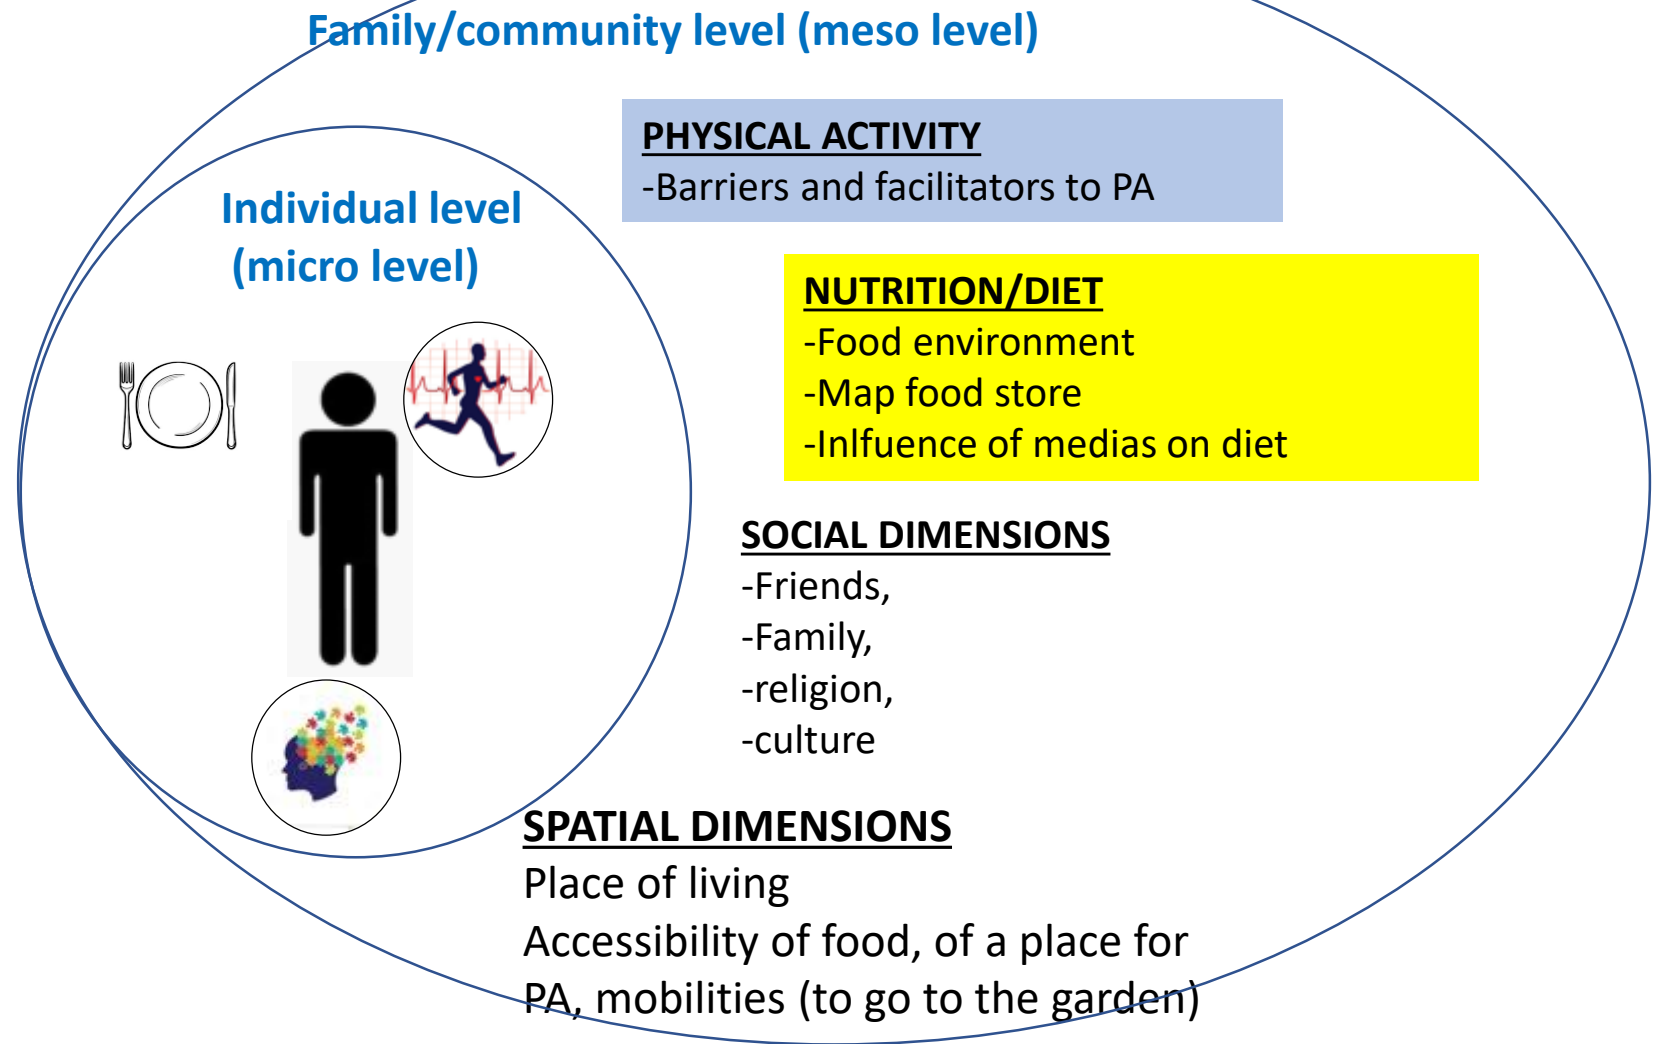 Family/community level (meso level)
PHYSICAL ACTIVITY
-Barriers and facilitators to PA
Individual level
(micro level)
NUTRITION/DIET
-Food environment
-Map food store
-Inlfuence of medias on diet
SOCIAL DIMENSIONS
-Friends,
-Family,
-religion,
-culture
SPATIAL DIMENSIONS
Place of living
Accessibility of food, of a place for
PA, mobilities (to go to the garden)